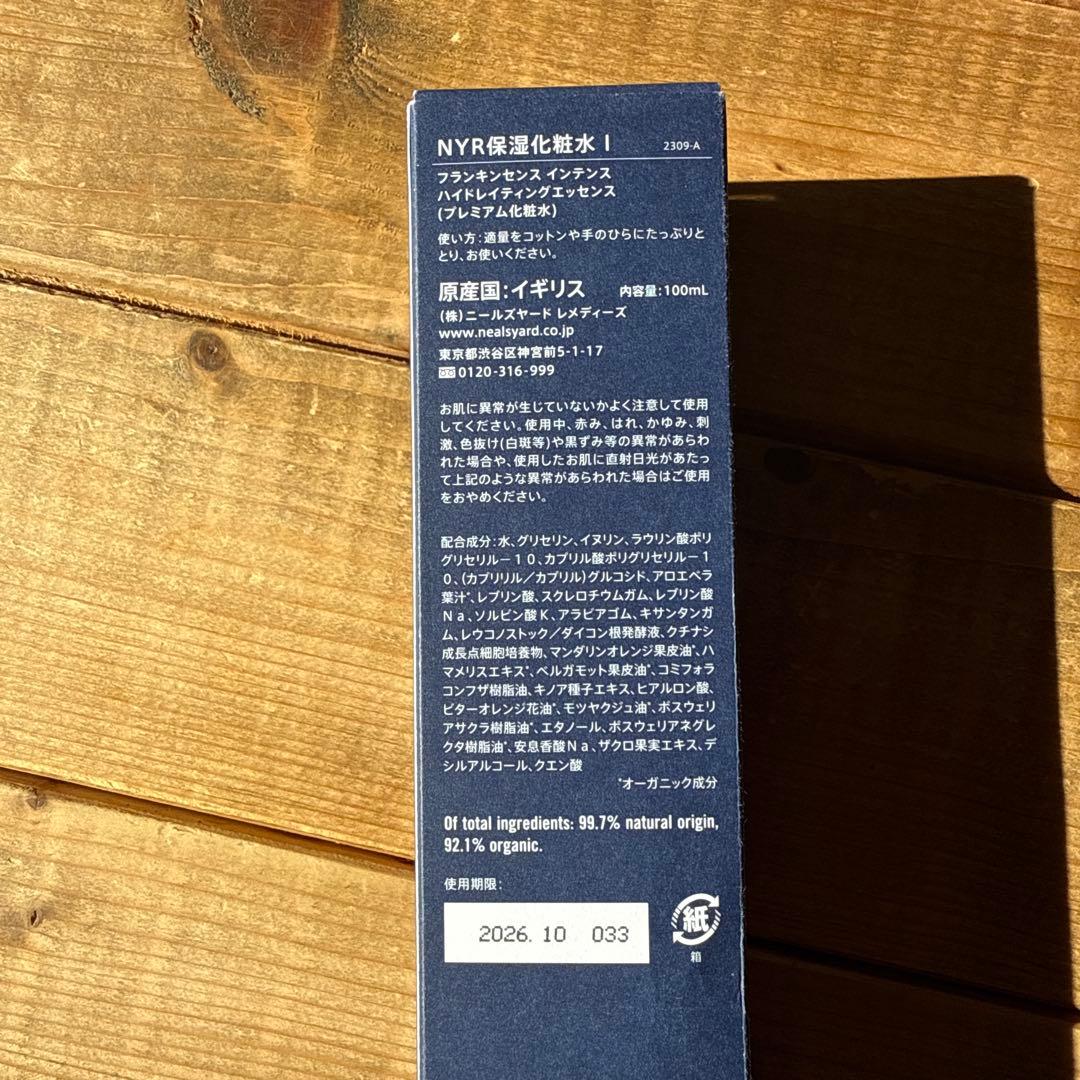 NYR保湿化粧水 I 2309-A
フランキンセンス インテンス
ハイドレイティングエッセンス
(プレミアム化粧水)
使い方:適量をコットンや手のひらにたっぷりと
とり、お使いください。
原産国:イギリス 内容量:100mL
(株)ニールズヤード レメディーズ
www.nealsyard.co.jp
東京都渋谷区神宮前5-1-17
0120-316-999
お肌に異常が生じていないかよく注意して使用
してください。使用中、赤み、はれ、かゆみ、刺
激、色抜け(白斑等)や黒ずみ等の異常があらわ
れた場合や、使用したお肌に直射日光があたっ
て上記のような異常があらわれた場合はご使用
をおやめください。
配合成分:水、グリセリン、イヌリン、ラウリン酸ポリ
グリセリル-10、カプリル酸ポリグリセリル-1
0、(カプリリル/カプリル)グルコシド、アロエベラ
葉汁*、レブリン酸、スクレロチウムガム、レブリン酸
Na、ソルビン酸K、アラビアゴム、キサンタンガ
ム、レウコノストック/ダイコン根発酵液、クチナシ
成長点細胞培養物、マンダリンオレンジ果皮油*、ハ
マメリスエキス*、ベルガモット果皮油*、コミフォラ
コンフザ樹脂油、キノア種子エキス、ヒアルロン酸、
ビターオレンジ花油*、モツヤクジュ油*、ボスウェリ
アサクラ樹脂油*、エタノール、ボスウェリアネグレ
クタ樹脂油*、安息香酸Na、ザクロ果実エキス、デ
シルアルコール、クエン酸
*オーガニック成分
Of total ingredients: 99.7% natural origin,
92.1% organic.
使用期限:
2026.10 033
紙
箱